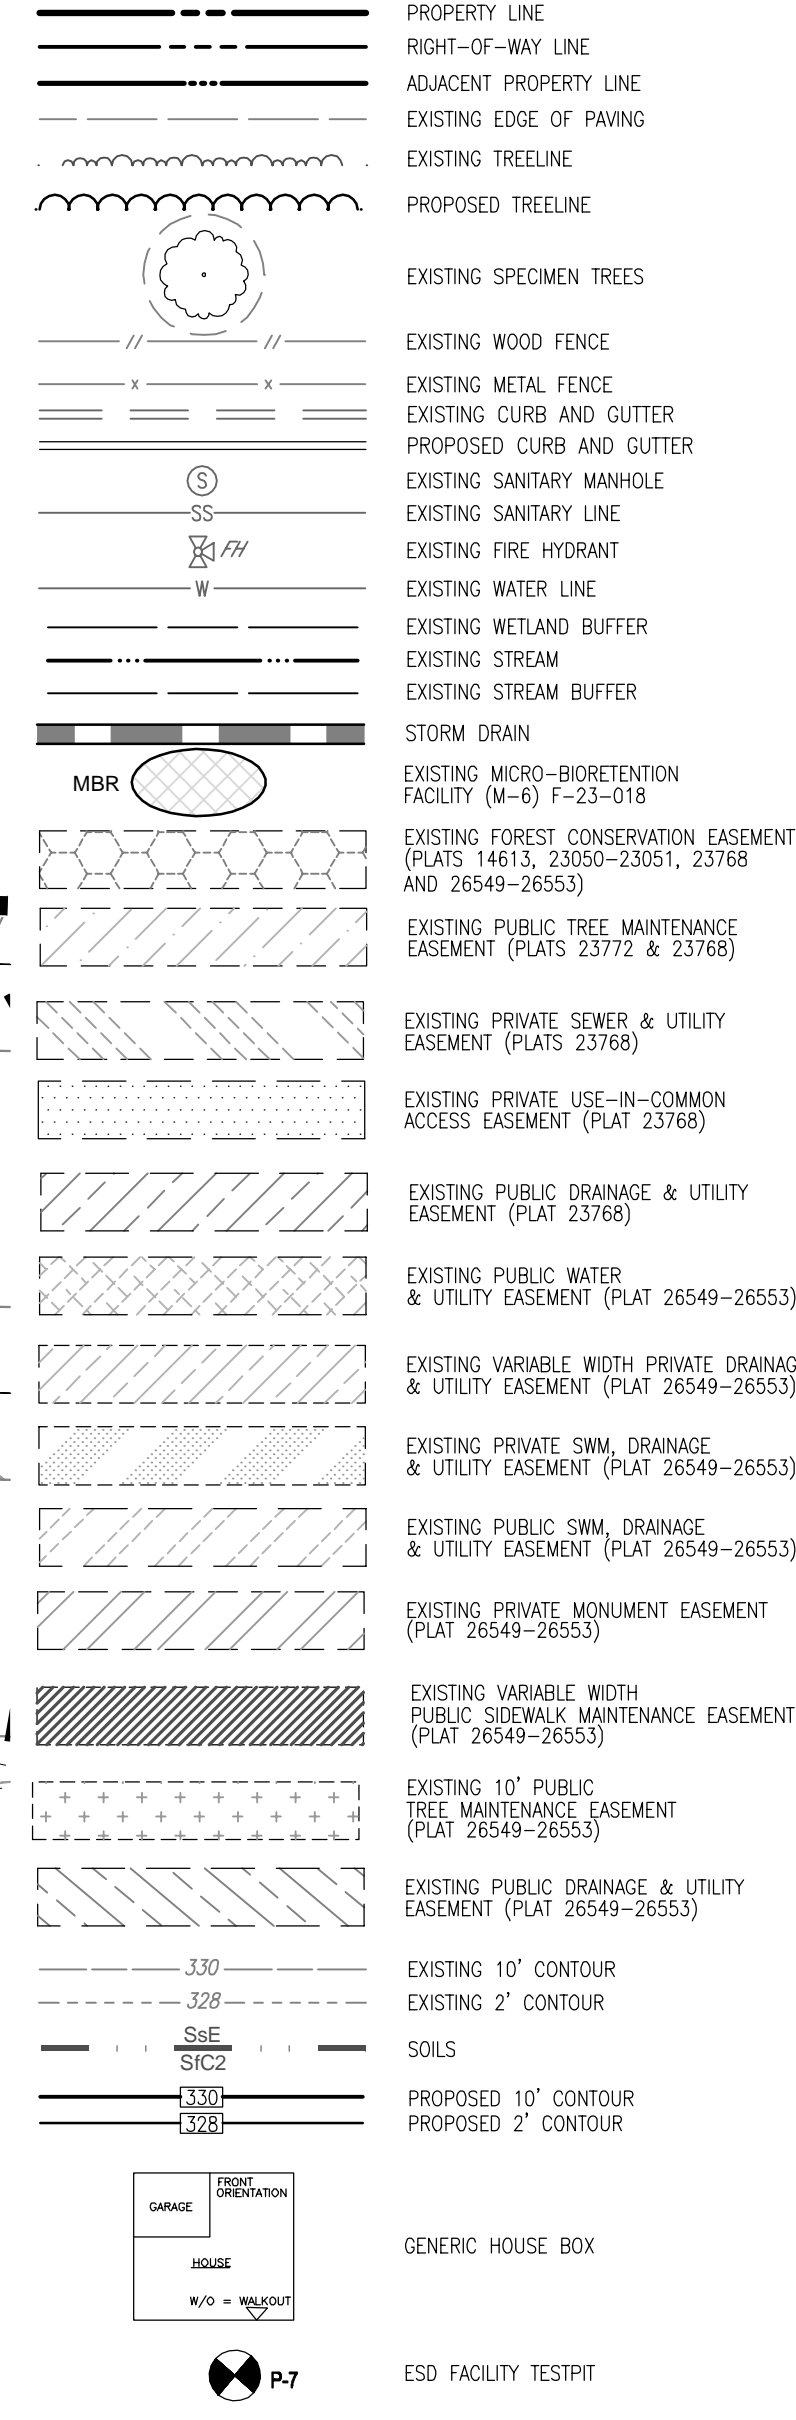 PROPERTY LINE
RIGHT-OF-WAY LINE
ADJACENT PROPERTY LINE
EXISTING EDGE OF PAVING
EXISTING TREELINE
PROPOSED TREELINE
EXISTING SPECIMEN TREES
// // EXISTING WOOD FENCE
x x EXISTING METAL FENCE
EXISTING CURB AND GUTTER
PROPOSED CURB AND GUTTER
S EXISTING SANITARY MANHOLE
SS EXISTING SANITARY LINE
FH EXISTING FIRE HYDRANT
W EXISTING WATER LINE
EXISTING WETLAND BUFFER
EXISTING STREAM
EXISTING STREAM BUFFER
STORM DRAIN
MBR
EXISTING MICRO-BIORETENTION
FACILITY (M-6) F-23-018
EXISTING FOREST CONSERVATION EASEMENT
(PLATS 14613, 23050-23051, 23768
AND 26549-26553)
EXISTING PUBLIC TREE MAINTENANCE
EASEMENT (PLATS 23772 & 23768)
EXISTING PRIVATE SEWER & UTILITY
EASEMENT (PLATS 23768)
EXISTING PRIVATE USE-IN-COMMON
ACCESS EASEMENT (PLAT 23768)
EXISTING PUBLIC DRAINAGE & UTILITY
EASEMENT (PLAT 23768)
EXISTING PUBLIC WATER
& UTILITY EASEMENT (PLAT 26549-26553)
EXISTING VARIABLE WIDTH PRIVATE DRAINAG
& UTILITY EASEMENT (PLAT 26549-26553)
EXISTING PRIVATE SWM, DRAINAGE
& UTILITY EASEMENT (PLAT 26549-26553)
EXISTING PUBLIC SWM, DRAINAGE
& UTILITY EASEMENT (PLAT 26549-26553)
EXISTING PRIVATE MONUMENT EASEMENT
(PLAT 26549-26553)
EXISTING VARIABLE WIDTH
PUBLIC SIDEWALK MAINTENANCE EASEMENT
(PLAT 26549-26553)
EXISTING 10' PUBLIC
TREE MAINTENANCE EASEMENT
(PLAT 26549-26553)
EXISTING PUBLIC DRAINAGE & UTILITY
EASEMENT (PLAT 26549-26553)
330 EXISTING 10' CONTOUR
328 EXISTING 2' CONTOUR
SsE
SfC2
SOILS
330 PROPOSED 10' CONTOUR
328 PROPOSED 2' CONTOUR
FRONT
ORIENTATION
GARAGE
HOUSE
W/O = WALKOUT
GENERIC HOUSE BOX
P-7 ESD FACILITY TESTPIT